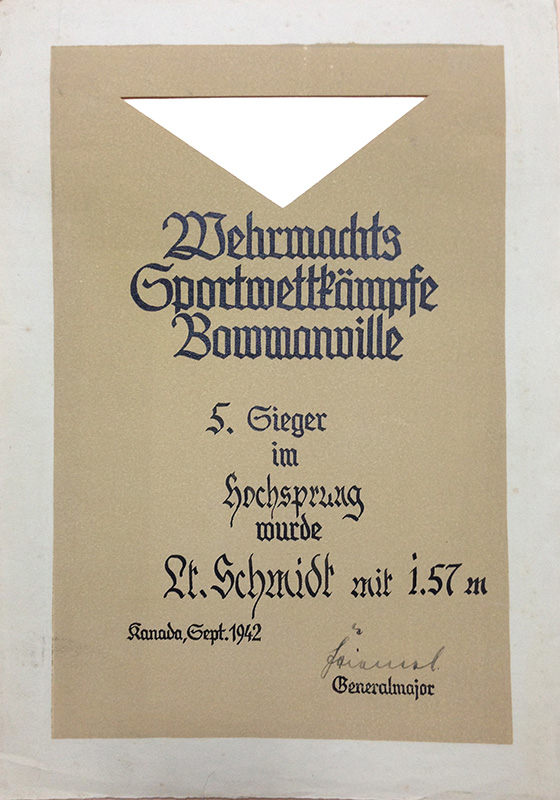 Wehrmachts
Sportwettkämpfe
Bowmanville
5. Sieger
im
Hochsprung
wurde
Lt. Schmidt mit 1.57 m
Kanada, Sept. 1942
Generalmajor